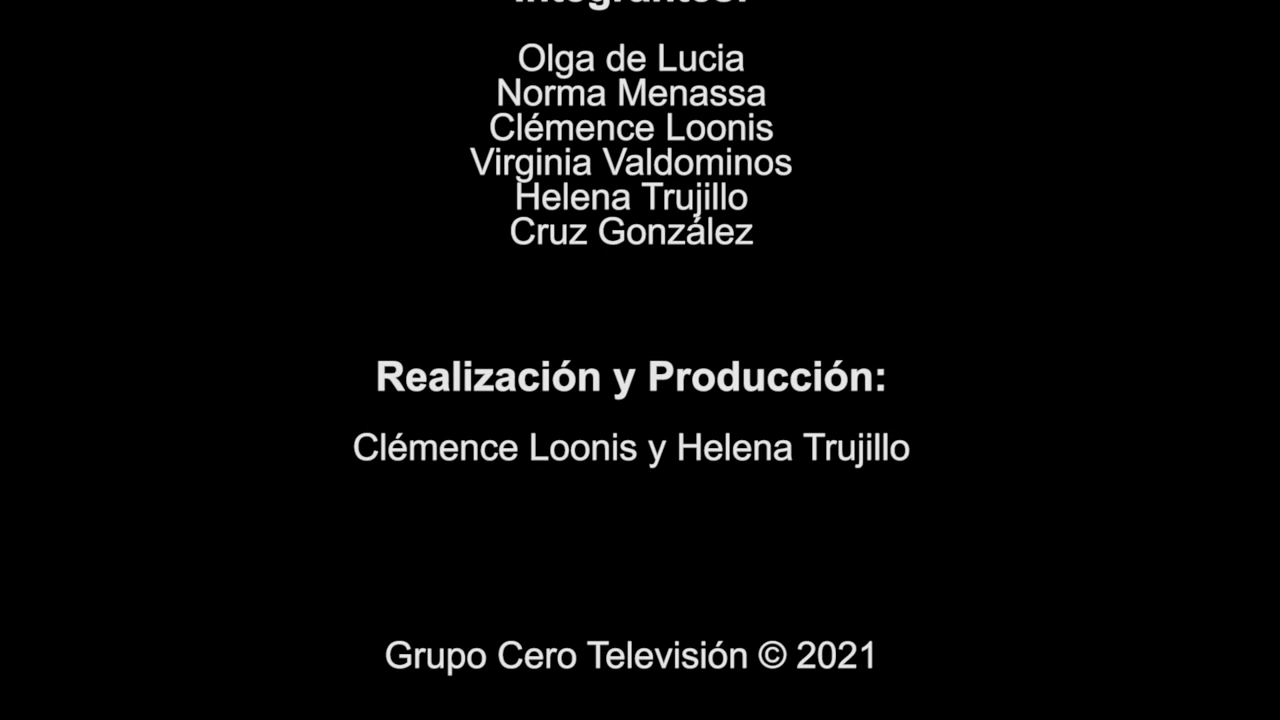 Integrantes:
Olga de Lucia
Norma Menassa
Clémence Loonis
Virginia Valdominos
Helena Trujillo
Cruz González
Realización y Producción:
Clémence Loonis y Helena Trujillo
Grupo Cero Televisión © 2021